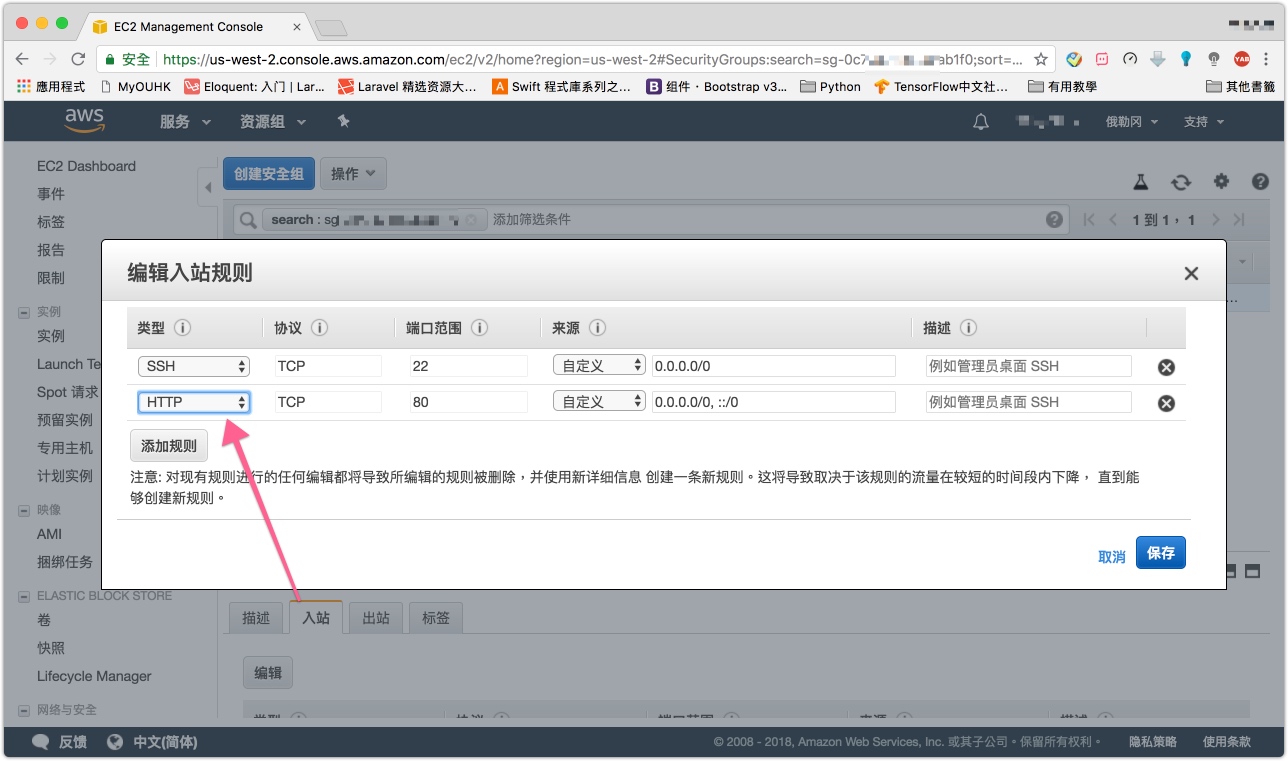 EC2 Management Console
安全 https://us-west-2.console.aws.amazon.com/ec2/v2/home?region=us-west-2#SecurityGroups:search=sg-0c7 ab1f0;sort=...
應用程式 MyOUHK Eloquent: 入门 | Lar... Laravel 精选资源大... Swift 程式庫系列之... 组件 · Bootstrap v3... Python TensorFlow中文社... 有用教學 其他書籤
aws 服务 资源组 俄勒冈 支持
EC2 Dashboard
事件
标签
报告
限制
实例
实例
Launch Te
Spot 请求
预留实例
专用主机
计划实例
映像
AMI
捆绑任务
ELASTIC BLOCK STORE
卷
快照
Lifecycle Manager
网络与安全
创建安全组 操作
search : sg 添加筛选条件 1 到 1， 1
编辑入站规则
类型 协议 端口范围 来源 描述
SSH TCP 22 自定义 0.0.0.0/0 例如管理员桌面 SSH
HTTP TCP 80 自定义 0.0.0.0/0, ::/0 例如管理员桌面 SSH
添加规则
注意: 对现有规则进行的任何编辑都将导致所编辑的规则被删除，并使用新详细信息 创建一条新规则。这将导致取决于该规则的流量在较短的时间段内下降， 直到能
够创建新规则。
取消 保存
描述 入站 出站 标签
编辑
类型 协议 端口范围 来源 描述
反馈 中文(简体) © 2008 - 2018, Amazon Web Services, Inc. 或其子公司。保留所有权利。 隐私策略 使用条款